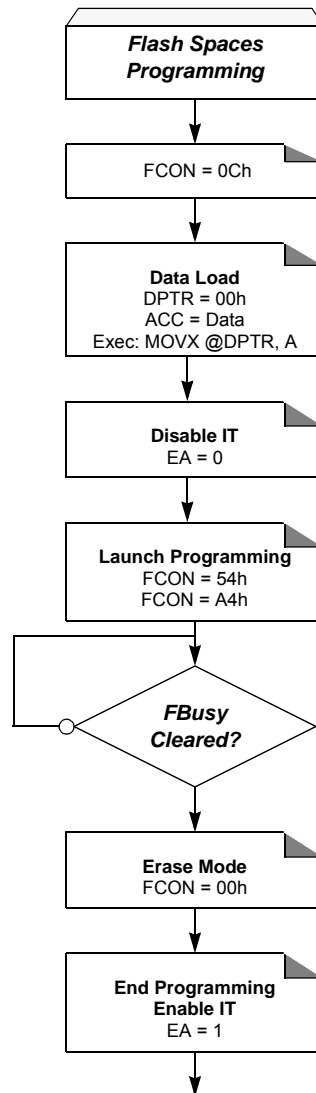 Flash Spaces
Programming
FCON = 0Ch
Data Load
DPTR = 00h
ACC = Data
Exec: MOVX @DPTR, A
Disable IT
EA = 0
Launch Programming
FCON = 54h
FCON = A4h
FBusy
Cleared?
Erase Mode
FCON = 00h
End Programming
Enable IT
EA = 1